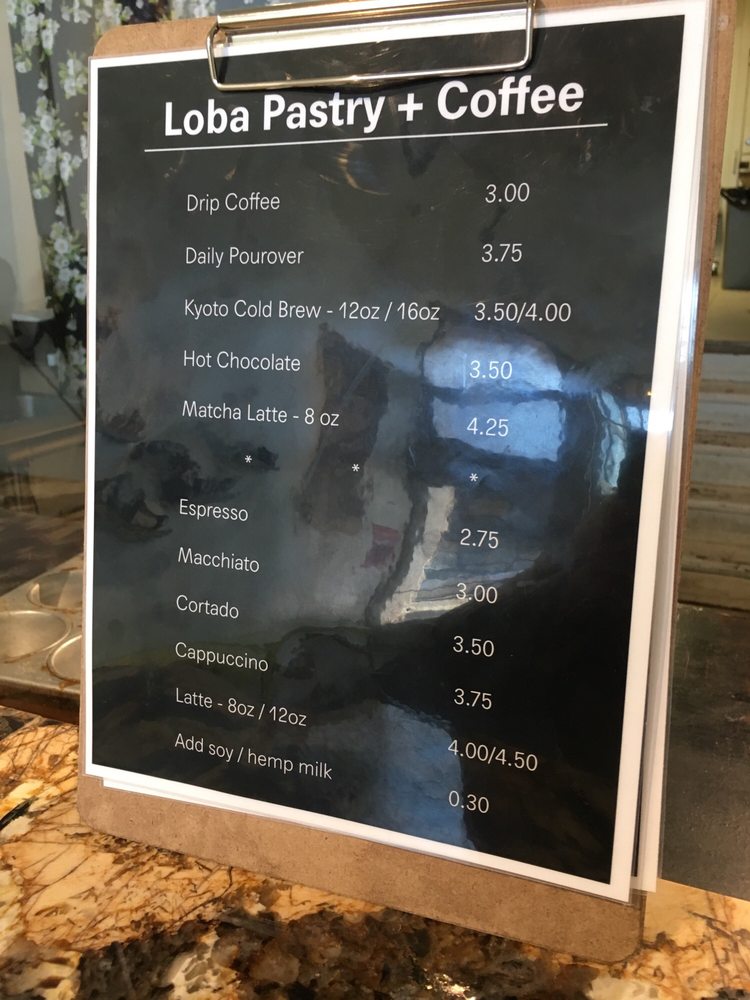 Loba Pastry + Coffee
Drip Coffee 3.00
Daily Pourover 3.75
Kyoto Cold Brew - 12oz / 16oz 3.50/4.00
Hot Chocolate 3.50
Matcha Latte - 8 oz 4.25
* * *
Espresso 2.75
Macchiato 3.00
Cortado 3.50
Cappuccino 3.75
Latte - 8oz / 12oz 4.00/4.50
Add soy / hemp milk 0.30